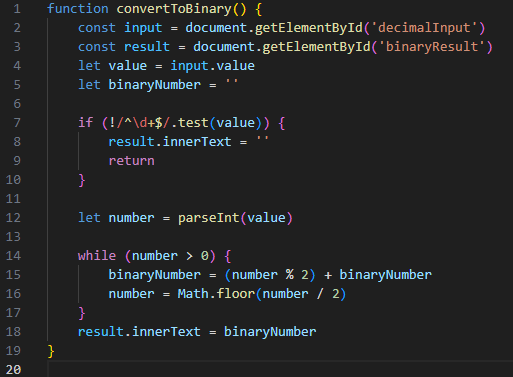 1 function convertToBinary() {
2     const input = document.getElementById('decimalInput')
3     const result = document.getElementById('binaryResult')
4     let value = input.value
5     let binaryNumber = ''
6
7     if (!/^\d+$/.test(value)) {
8         result.innerText = ''
9         return
10     }
11
12     let number = parseInt(value)
13
14     while (number > 0) {
15         binaryNumber = (number % 2) + binaryNumber
16         number = Math.floor(number / 2)
17     }
18     result.innerText = binaryNumber
19 }
20